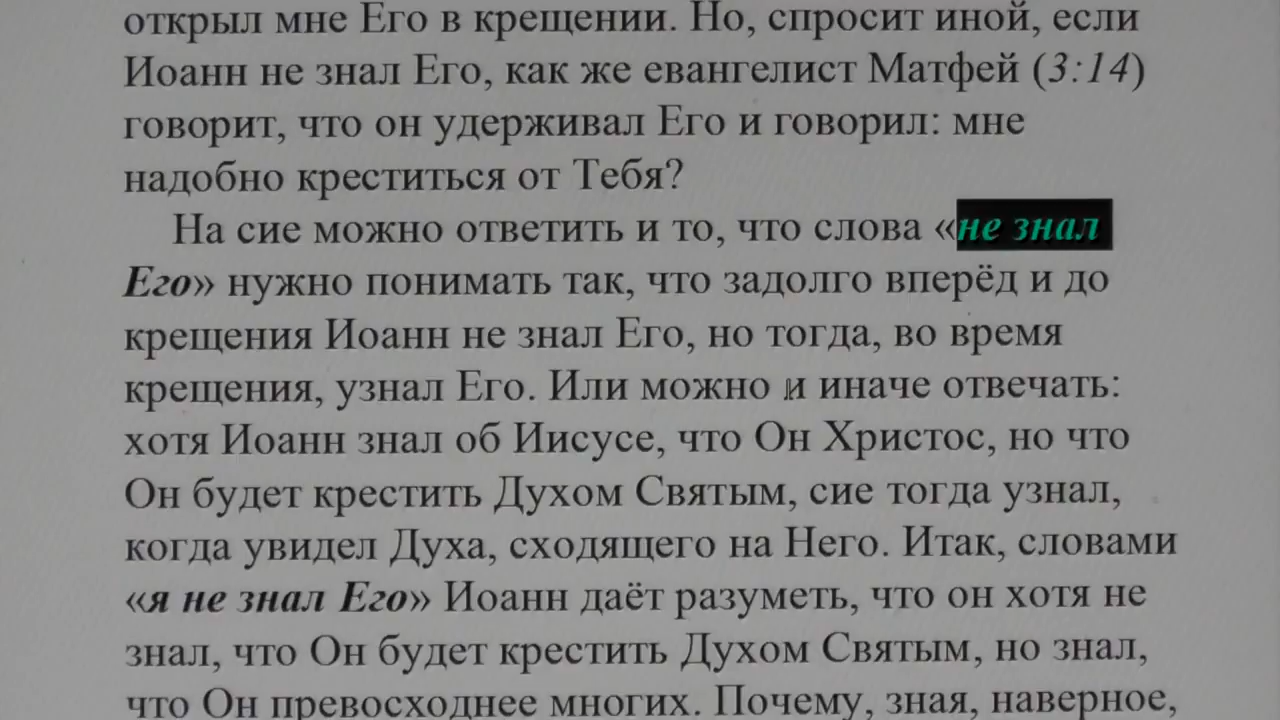 открыл мне Его в крещении. Но, спросит иной, если
Иоанн не знал Его, как же евангелист Матфей (3:14)
говорит, что он удерживал Его и говорил: мне
надобно креститься от Тебя?
На сие можно ответить и то, что слова «не знал
Его» нужно понимать так, что задолго вперёд и до
крещения Иоанн не знал Его, но тогда, во время
крещения, узнал Его. Или можно и иначе отвечать:
хотя Иоанн знал об Иисусе, что Он Христос, но что
Он будет крестить Духом Святым, сие тогда узнал,
когда увидел Духа, сходящего на Него. Итак, словами
«я не знал Его» Иоанн даёт разуметь, что он хотя не
знал, что Он будет крестить Духом Святым, но знал,
что Он превосходнее многих. Почему, зная, наверное,